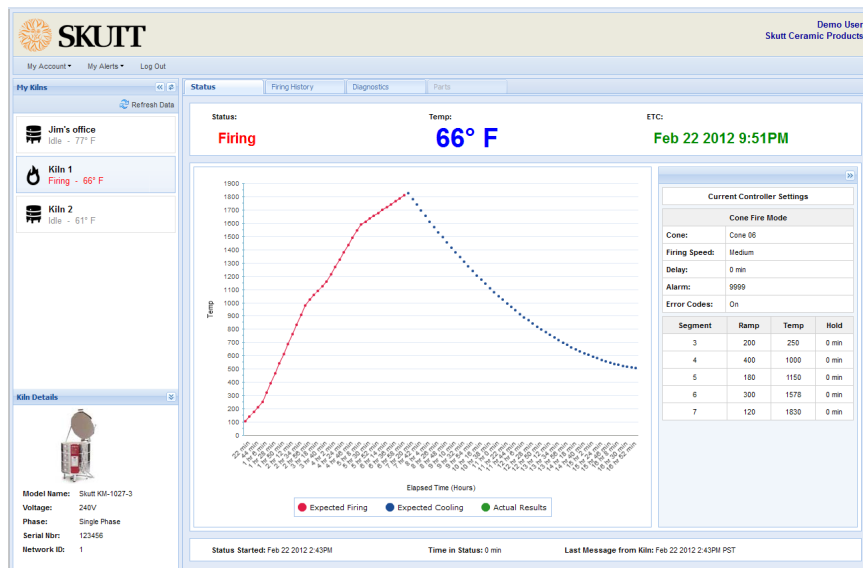 SKUTT
Demo User
Skutt Ceramic Products
My Account My Alerts Log Out
My Kilns
Refresh Data
Jim's office
Idle - 77° F
Kiln 1
Firing - 66° F
Kiln 2
Idle - 61° F
Kiln Details
Model Name: Skutt KM-1027-3
Voltage: 240V
Phase: Single Phase
Serial Nbr: 123456
Network ID: 1
Status Firing History Diagnostics Parts
Status: Temp: ETC:
Firing 66° F Feb 22 2012 9:51PM
1900
1800
1700
1600
1500
1400
1300
1200
1100
1000
900
800
700
600
500
400
300
200
100
0
Temp
22 min
44 min
Elapsed Time (Hours)
Expected Firing Expected Cooling Actual Results
Current Controller Settings
Cone Fire Mode
Cone: Cone 06
Firing Speed: Medium
Delay: 0 min
Alarm: 9999
Error Codes: On
Segment Ramp Temp Hold
3 200 250 0 min
4 400 1000 0 min
5 180 1150 0 min
6 300 1578 0 min
7 120 1830 0 min
Status Started: Feb 22 2012 2:43PM Time in Status: 0 min Last Message from Kiln: Feb 22 2012 2:43PM PST